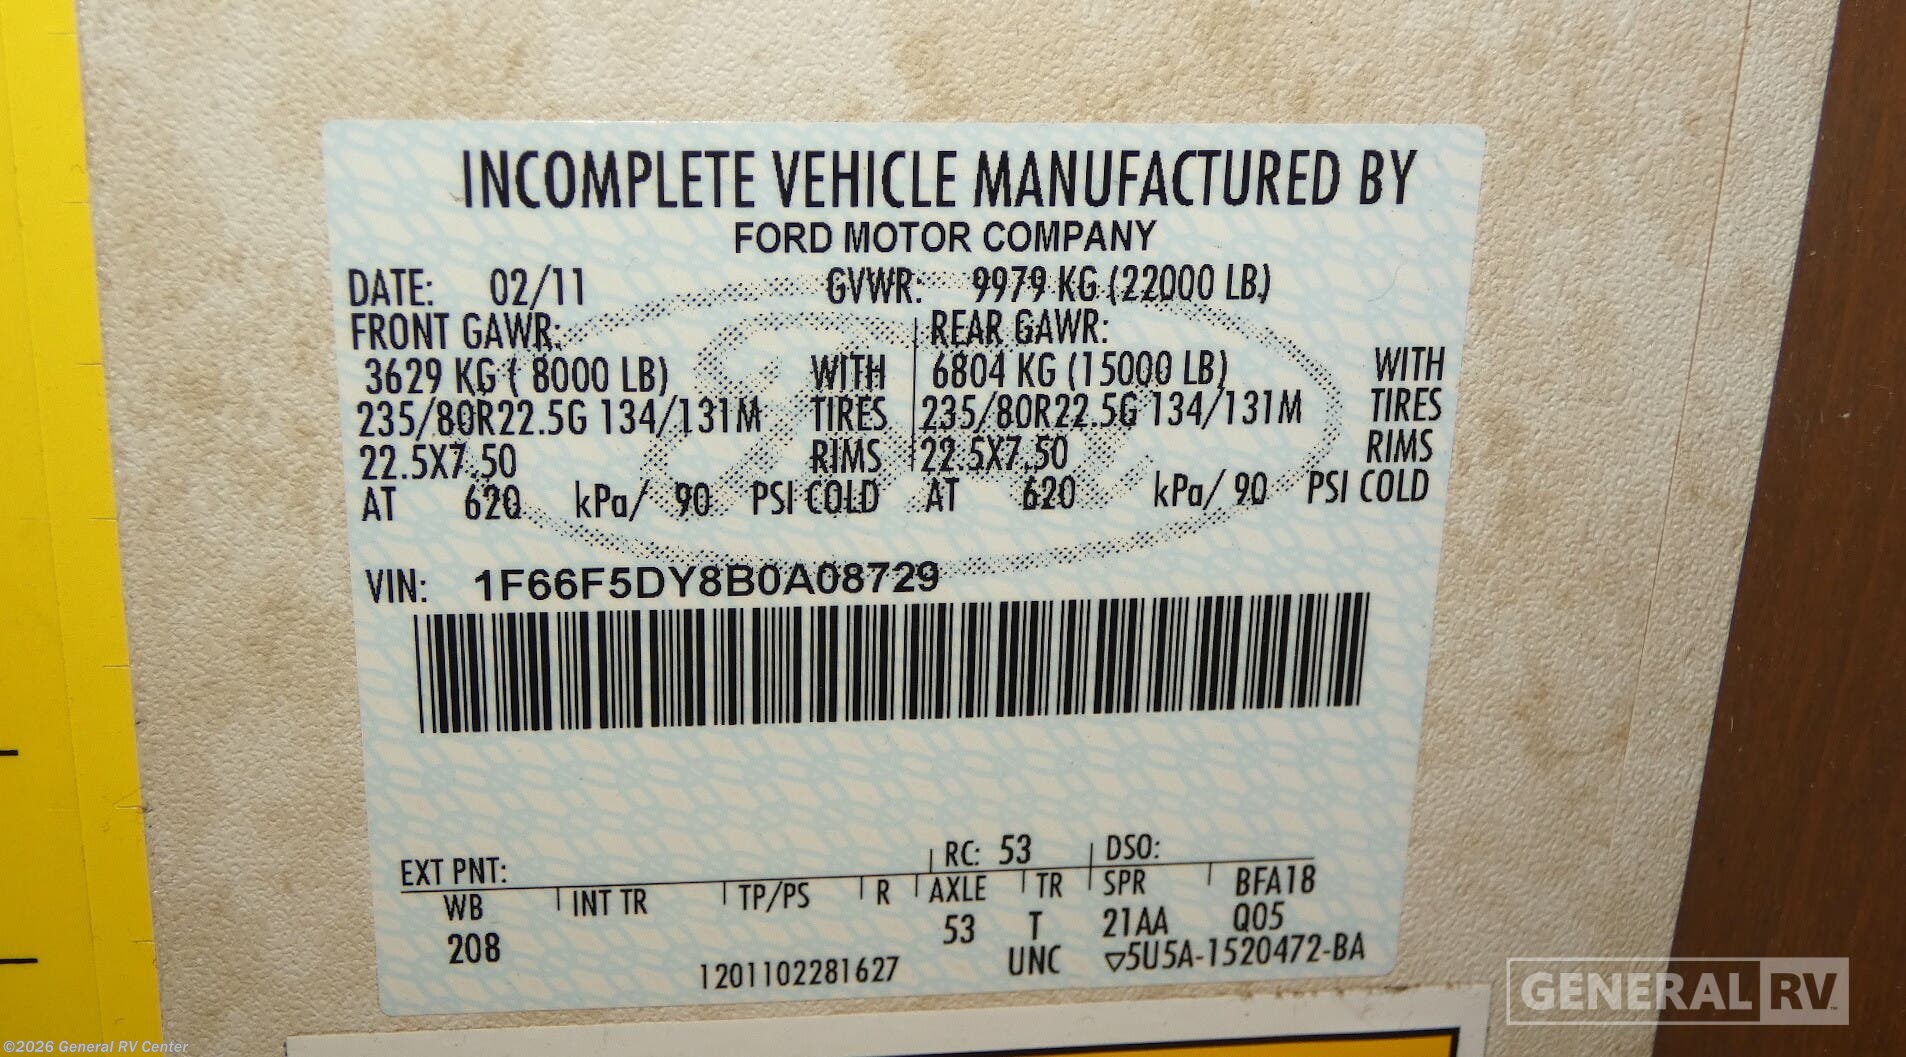 INCOMPLETE VEHICLE MANUFACTURED BY
FORD MOTOR COMPANY
DATE: 02/11 GVWR: 9979 KG (22000 LB)
FRONT GAWR: REAR GAWR:
3629 KG ( 8000 LB) WITH 6804 KG (15000 LB) WITH
235/80R22.5G 134/131M TIRES 235/80R22.5G 134/131M TIRES
22.5X7.50 RIMS 22.5X7.50 RIMS
AT 620 kPa/ 90 PSI COLD AT 620 kPa/ 90 PSI COLD
VIN: 1F66F5DY8B0A08729
EXT PNT: RC: 53 DSO:
WB INT TR TP/PS R AXLE TR SPR BFA18
208 53 T 21AA Q05
1201102281627 UNC ▽5U5A-1520472-BA
GENERAL RV
©2026 General RV Center